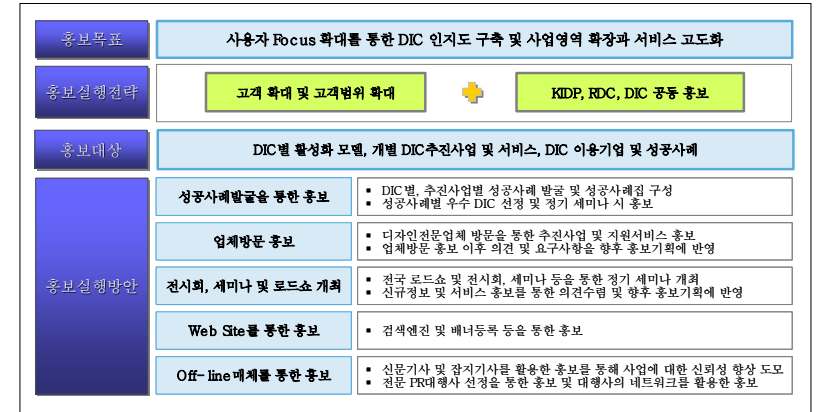 홍보목표
사용자 Focus 확대를 통한 DIC 인지도 구축 및 사업영역 확장과 서비스 고도화
홍보실행전략
고객 확대 및 고객범위 확대
KIDP, RDC, DIC 공동 홍보
홍보대상
DIC별 활성화 모델, 개별 DIC추진사업 및 서비스, DIC 이용기업 및 성공사례
홍보실행방안
성공사례발굴을 통한 홍보
▪ DIC별, 추진사업별 성공사례 발굴 및 성공사례집 구성
▪ 성공사례별 우수 DIC 선정 및 정기 세미나 시 홍보
업체방문 홍보
▪ 디자인전문업체 방문을 통한 추진사업 및 지원서비스 홍보
▪ 업체방문 홍보 이후 의견 및 요구사항을 향후 홍보기획에 반영
전시회, 세미나 및 로드쇼 개최
▪ 전국 로드쇼 및 전시회, 세미나 등을 통한 정기 세미나 개최
▪ 신규정보 및 서비스 홍보를 통한 의견수렴 및 향후 홍보기획에 반영
Web Site를 통한 홍보
▪ 검색엔진 및 배너등록 등을 통한 홍보
Off-line매체를 통한 홍보
▪ 신문기사 및 잡지기사를 활용한 홍보를 통해 사업에 대한 신뢰성 향상 도모
▪ 전문 PR대행사 선정을 통한 홍보 및 대행사의 네트워크를 활용한 홍보